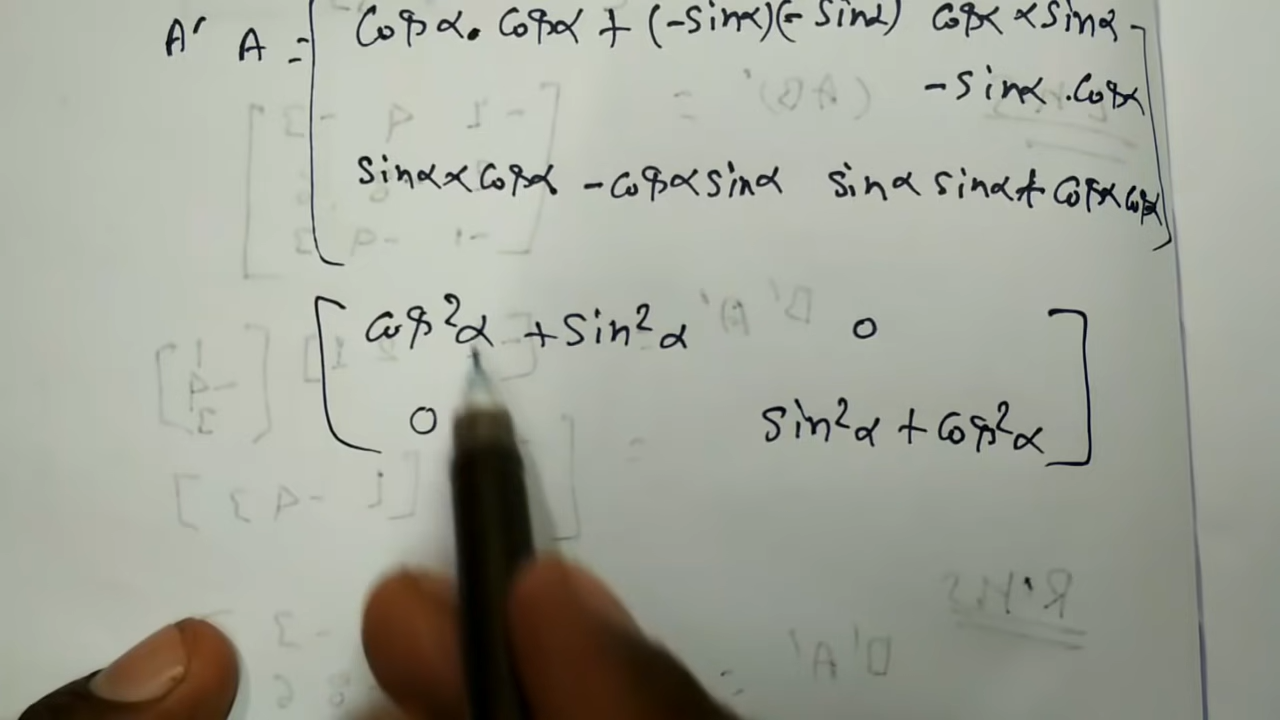 A' A = [ Cosα. Cosα + (-Sinα)(- Sinα) Cosα × Sinα -
- Sinα . Cosα
Sinα × Cosα - Cosα Sinα Sinα Sinα + Cosα Cosα ]
[ Cos²α + Sin²α 0
0 Sin²α + Cos²α ]